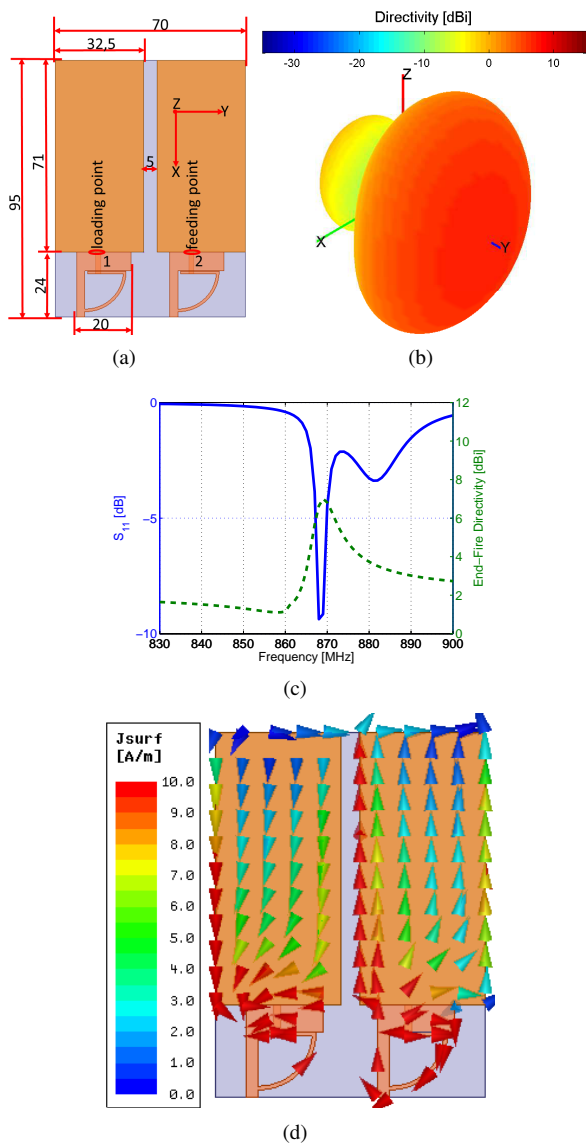 70
32,5
71
95
24
5
20
Z
Y
X
loading point
feeding point
1
2
(a)
Directivity [dBi]
-30
-20
-10
0
Z
X
Y
(b)
0
−5
−10
S11 [dB]
12
10
8
6
4
2
0
End−Fire Directivity [dBi]
830 840 850 860 870 880 890 900
Frequency [MHz]
(c)
Jsurf
[A/m]
10.0
9.0
8.0
7.0
6.0
5.0
4.0
3.0
2.0
1.0
0.0
(d)